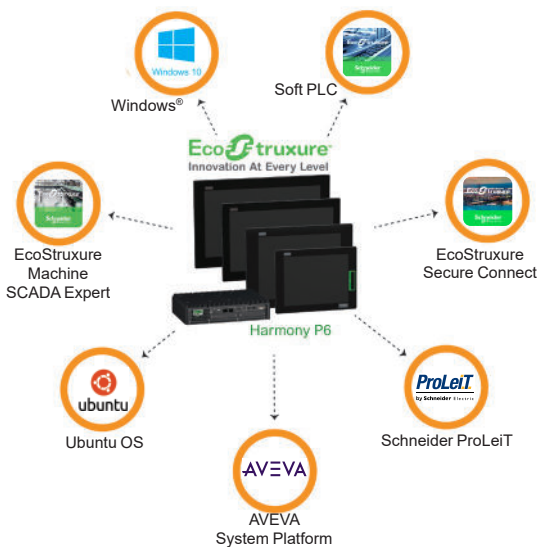 Windows 10
Windows®
EcoStruxure
Schneider
Soft PLC
EcoStruxure™
Innovation At Every Level
Schneider
EcoStruxure
Machine
SCADA Expert
Schneider
EcoStruxure
Secure Connect
Harmony P6
ubuntu
Ubuntu OS
ProLeiT
by Schneider Electric
Schneider ProLeiT
AVEVA
AVEVA
System Platform